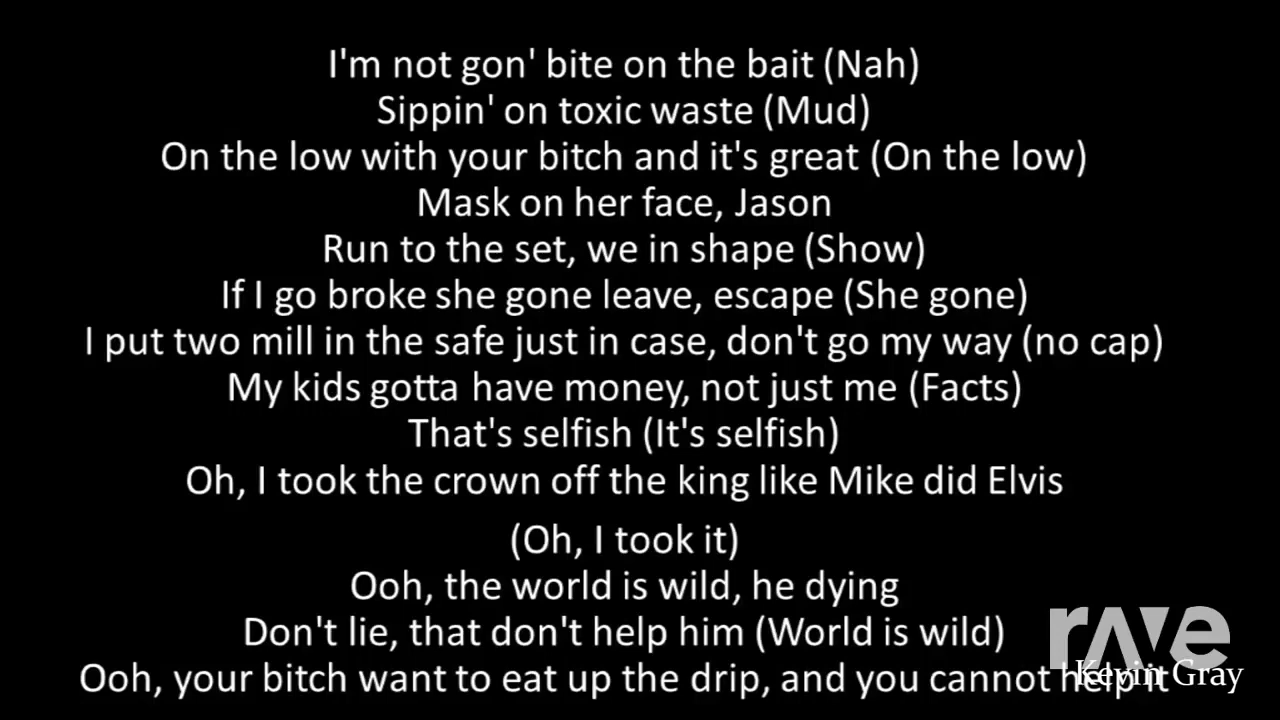 I'm not gon' bite on the bait (Nah)
Sippin' on toxic waste (Mud)
On the low with your bitch and it's great (On the low)
Mask on her face, Jason
Run to the set, we in shape (Show)
If I go broke she gone leave, escape (She gone)
I put two mill in the safe just in case, don't go my way (no cap)
My kids gotta have money, not just me (Facts)
That's selfish (It's selfish)
Oh, I took the crown off the king like Mike did Elvis
(Oh, I took it)
Ooh, the world is wild, he dying
Don't lie, that don't help him (World is wild)
Ooh, your bitch want to eat up the drip, and you cannot help it
rave
Kevin Gray